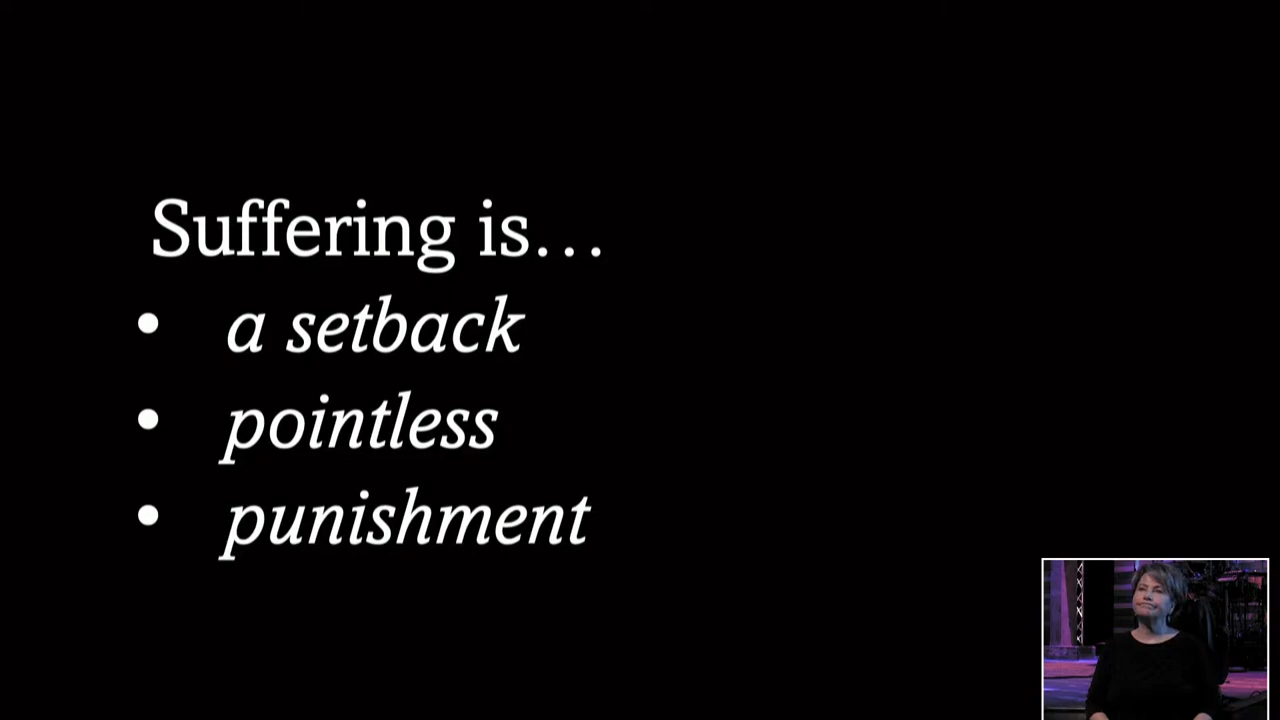 Suffering is…
• a setback
• pointless
• punishment